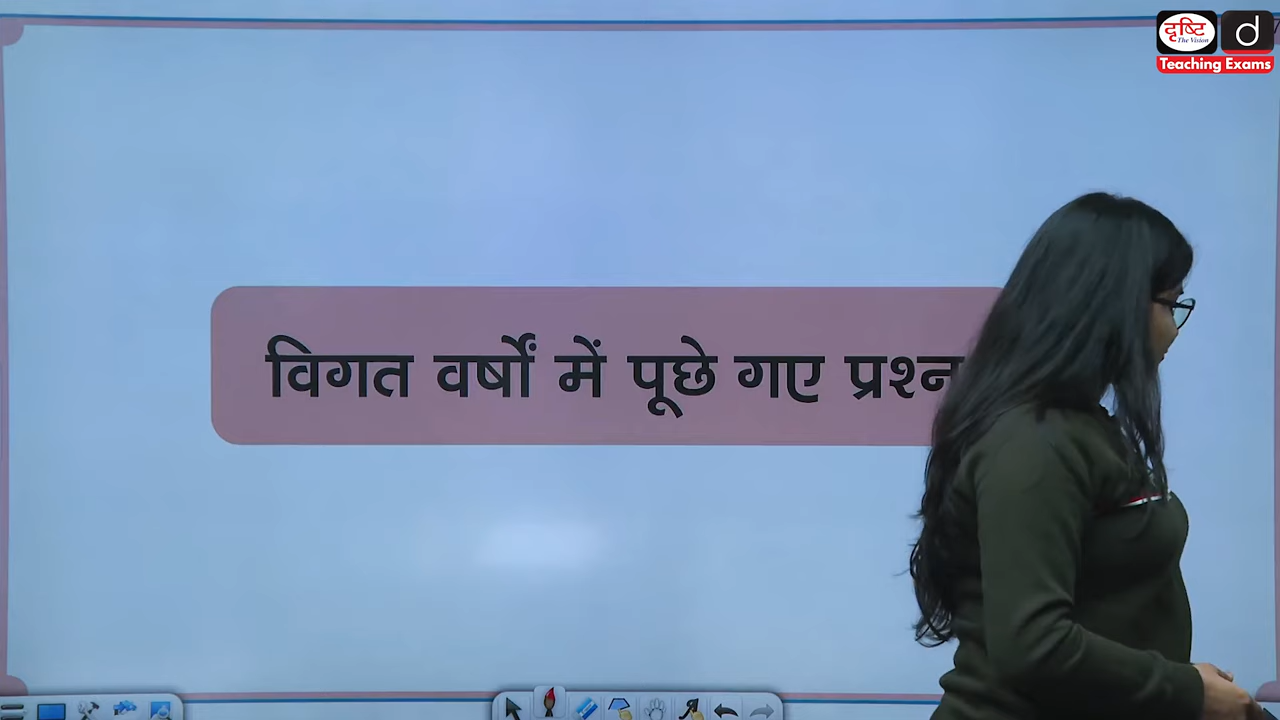 दृष्टि
The Vision
d
Teaching Exams
विगत वर्षों में पूछे गए प्रश्न